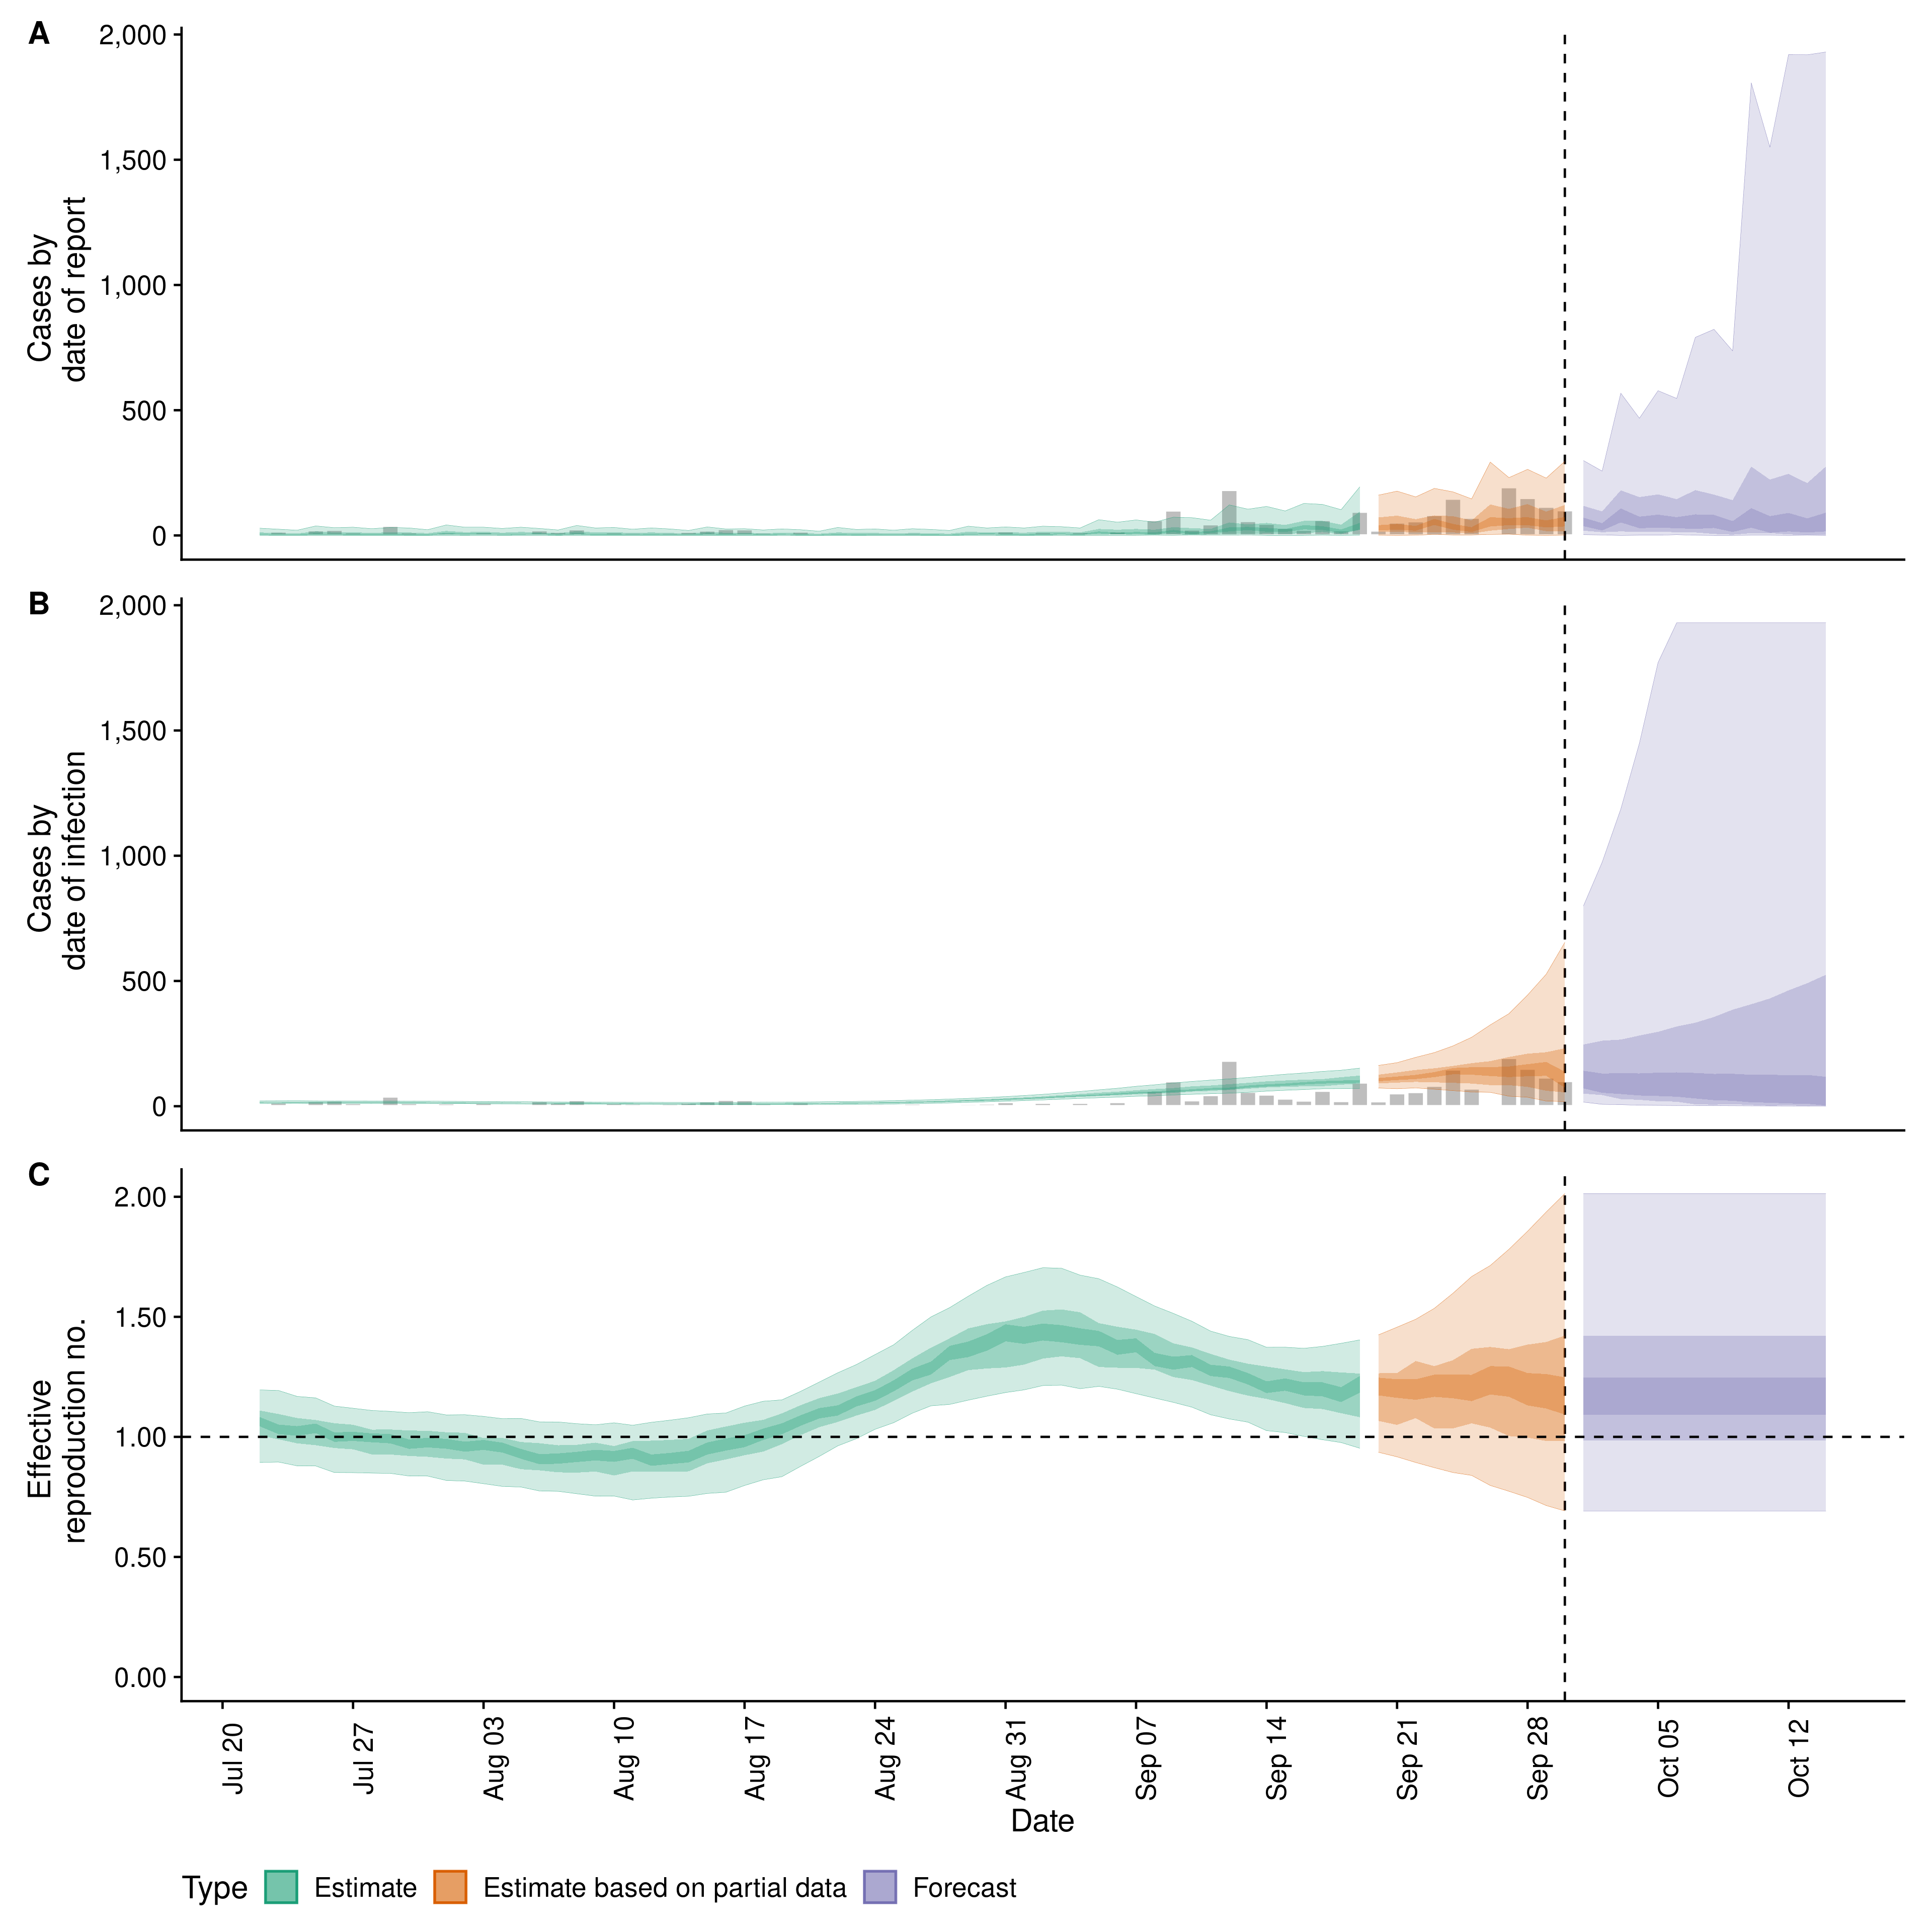 A
2,000
1,500
1,000
500
0
Cases by
date of report
B
2,000
1,500
1,000
500
0
Cases by
date of infection
C
2.00
1.50
1.00
0.50
0.00
Effective
reproduction no.
Jul 20
Jul 27
Aug 03
Aug 10
Aug 17
Aug 24
Aug 31
Sep 07
Sep 14
Sep 21
Sep 28
Oct 05
Oct 12
Date
Type Estimate Estimate based on partial data Forecast